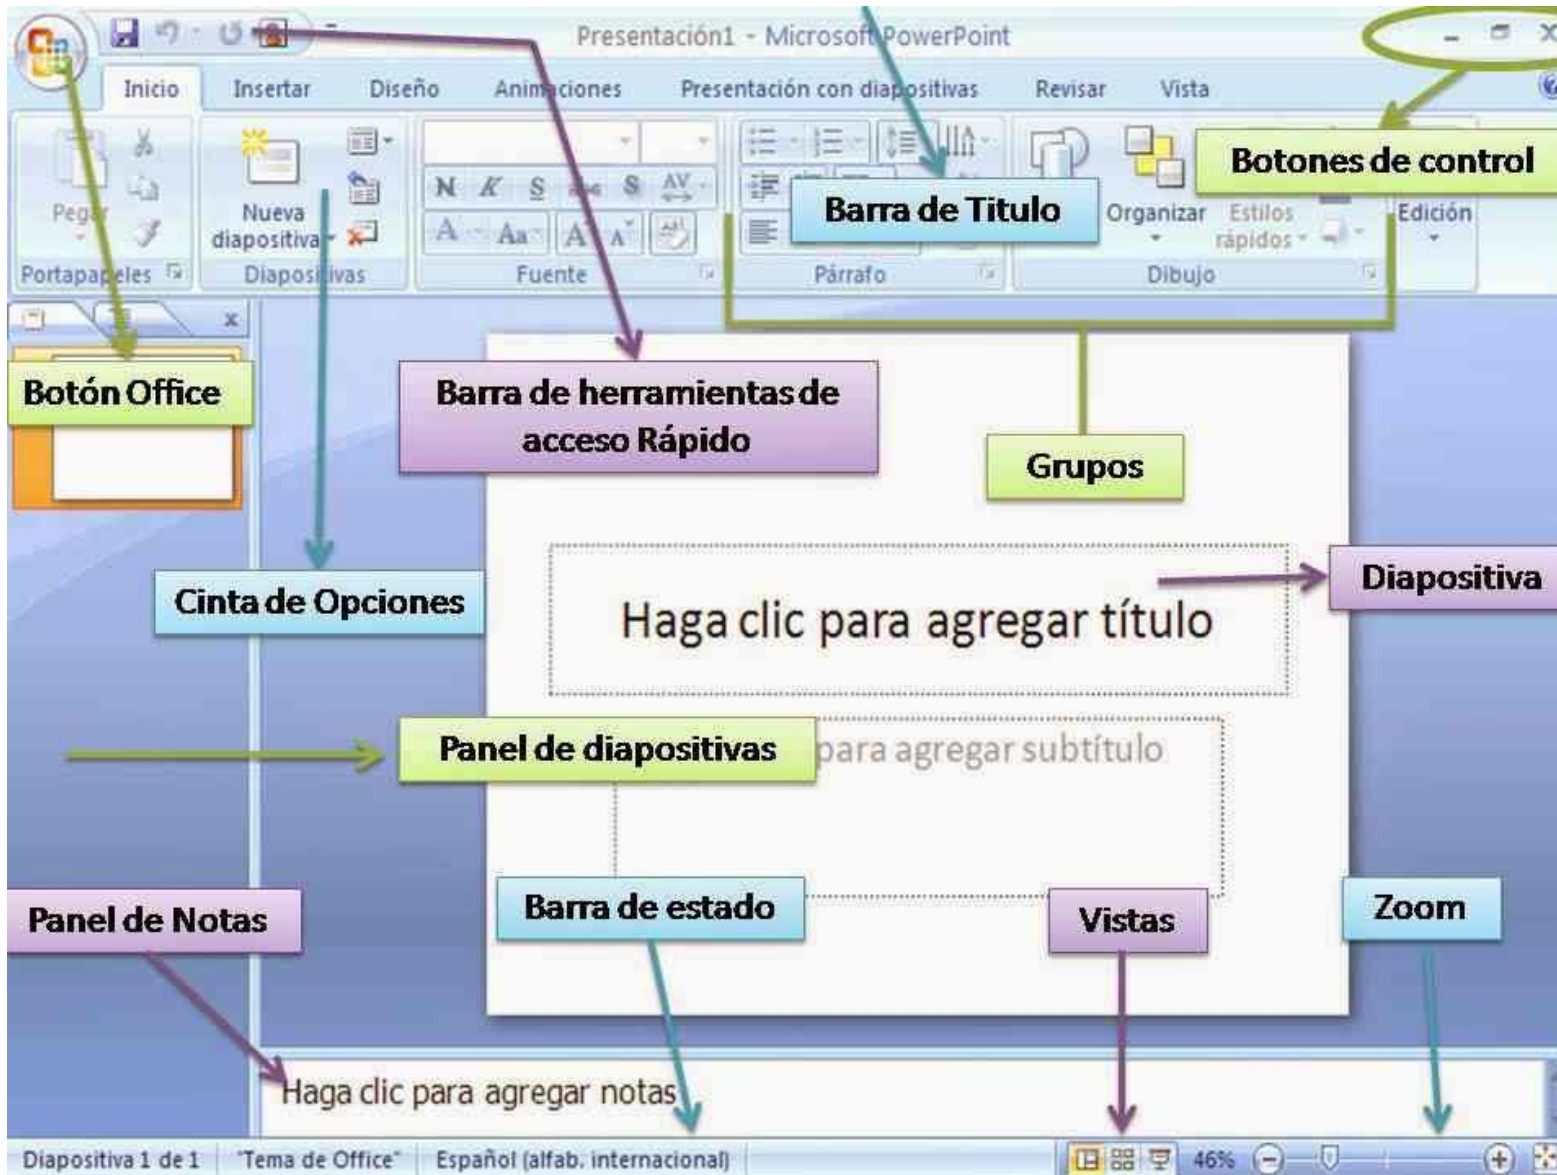 Presentación1 - Microsoft PowerPoint
Inicio Insertar Diseño Animaciones Presentación con diapositivas Revisar Vista
Botones de control
Barra de Titulo
Pegar
Nueva
diapositiva
N K S abc S AV
A Aa A A
Organizar
Estilos
rápidos
Edición
Portapapeles Diapositivas Fuente Párrafo Dibujo
Botón Office
Barra de herramientas de
acceso Rápido
Grupos
Cinta de Opciones
Diapositiva
Haga clic para agregar título
Panel de diapositivas
para agregar subtítulo
Panel de Notas
Barra de estado
Vistas
Zoom
Haga clic para agregar notas
Diapositiva 1 de 1 "Tema de Office" Español (alfab. internacional) 46%